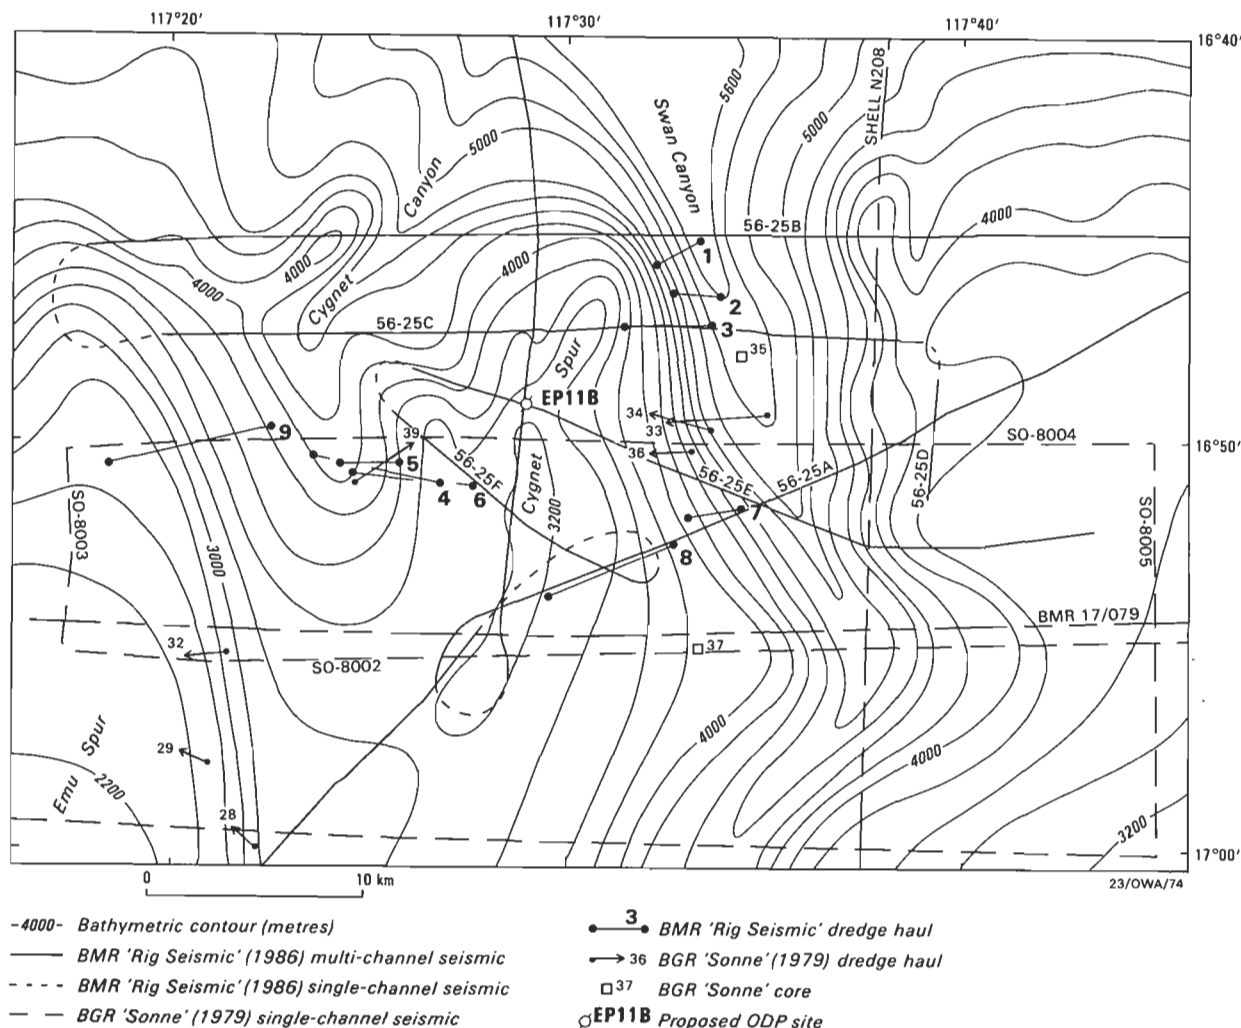 117°20'
117°30'
117°40'
16°40'
5600
5000
SHELL N208
Swan Canyon
5000
Canyon
4000
4000
56-25B
1
4000
4000
4000
Cygnet
2
56-25C
3
35
Spur
EP11B
34
33
9
39
36
SO-8004
16°50'
5
56-25F
4
6
Cygnet
3200
56-25E
56-25A
56-25D
7
SO-8003
SO-8005
3000
8
BMR 17/079
32
SO-8002
37
4000
4000
29
Emu Spur
2200
28
3200
17°00'
0
10 km
23/OWA/74
-4000- Bathymetric contour (metres)
BMR 'Rig Seismic' (1986) multi-channel seismic
BMR 'Rig Seismic' (1986) single-channel seismic
BGR 'Sonne' (1979) single-channel seismic
3 BMR 'Rig Seismic' dredge haul
36 BGR 'Sonne' (1979) dredge haul
37 BGR 'Sonne' core
EP11B Proposed ODP site